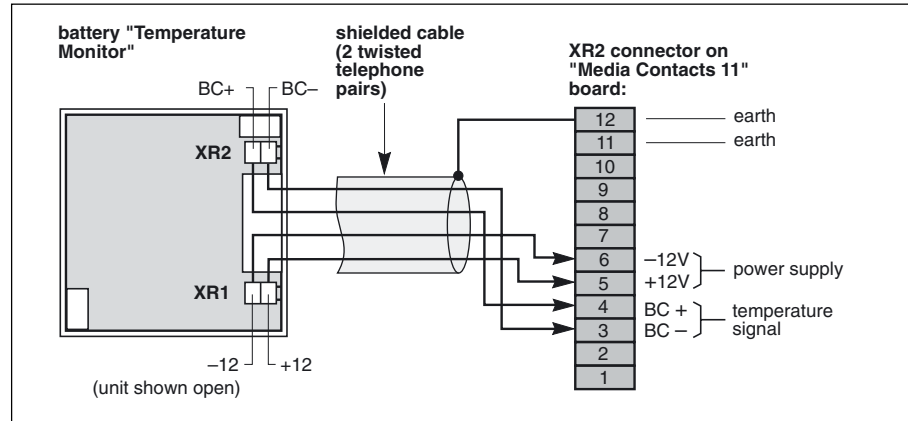 battery "Temperature
Monitor"
shielded cable
(2 twisted
telephone
pairs)
XR2 connector on
"Media Contacts 11"
board:
BC+
BC–
XR2
XR1
–12
+12
(unit shown open)
12
earth
11
earth
10
9
8
7
6
–12V
5
+12V
power supply
4
BC +
3
BC –
temperature
signal
2
1